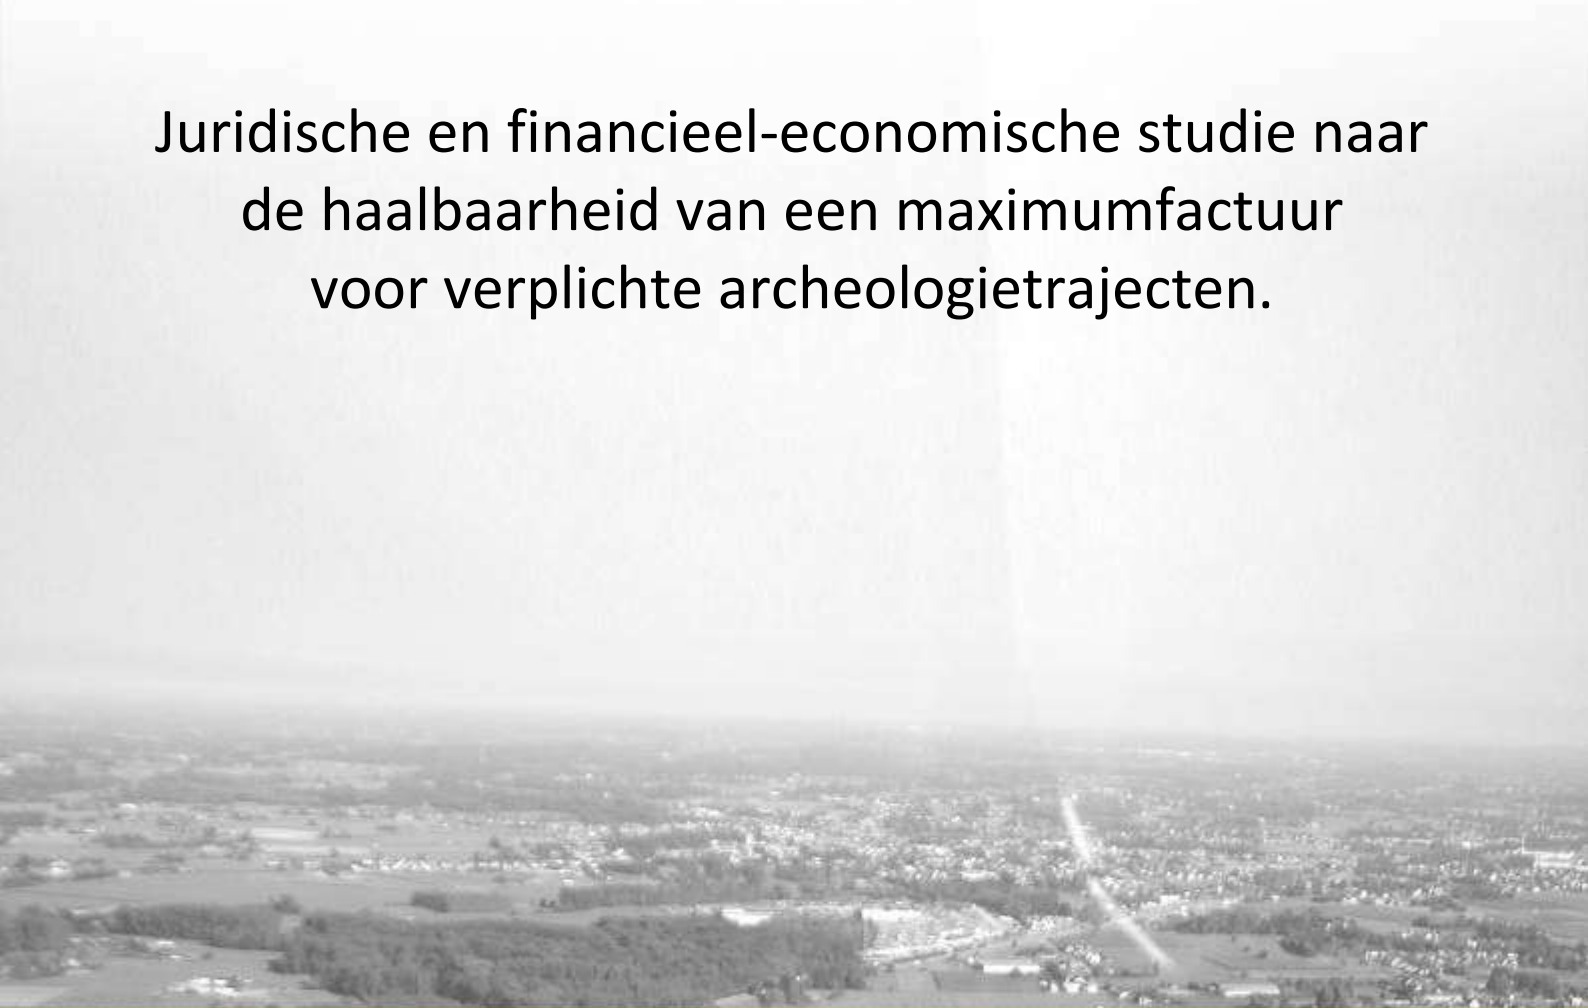 Juridische en financieel-economische studie naar
de haalbaarheid van een maximumfactuur
voor verplichte archeologietrajecten.